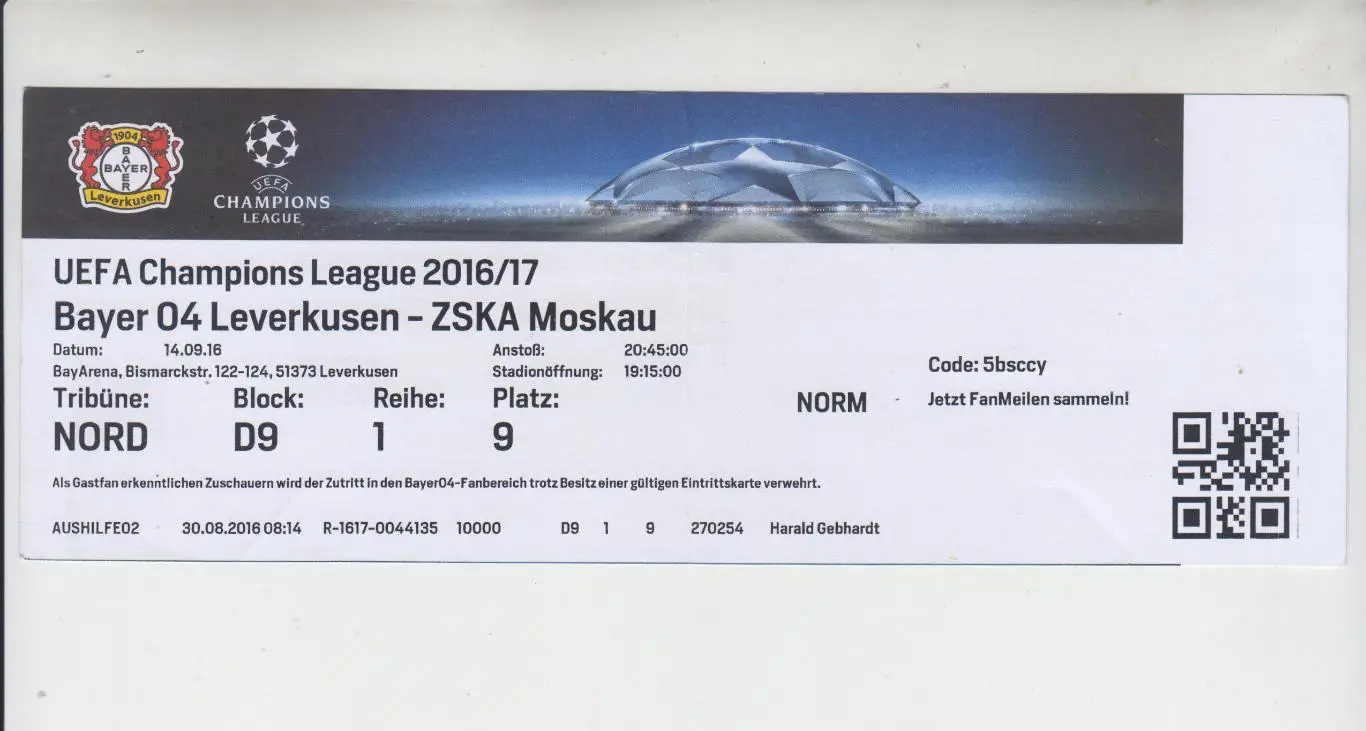 1904
BAYER
BAYER
Leverkusen
UEFA
CHAMPIONS
LEAGUE
UEFA Champions League 2016/17
Bayer 04 Leverkusen - ZSKA Moskau
Datum: 14.09.16 Anstoß: 20:45:00
BayArena, Bismarckstr. 122-124, 51373 Leverkusen Stadionöffnung: 19:15:00
Code: 5bsccy
Tribüne: Block: Reihe: Platz: NORM - Jetzt FanMeilen sammeln!
NORD D9 1 9
Als Gastfan erkenntlichen Zuschauern wird der Zutritt in den Bayer04-Fanbereich trotz Besitz einer gültigen Eintrittskarte verwehrt.
AUSHILFE02 30.08.2016 08:14 R-1617-0044135 10000 D9 1 9 270254 Harald Gebhardt